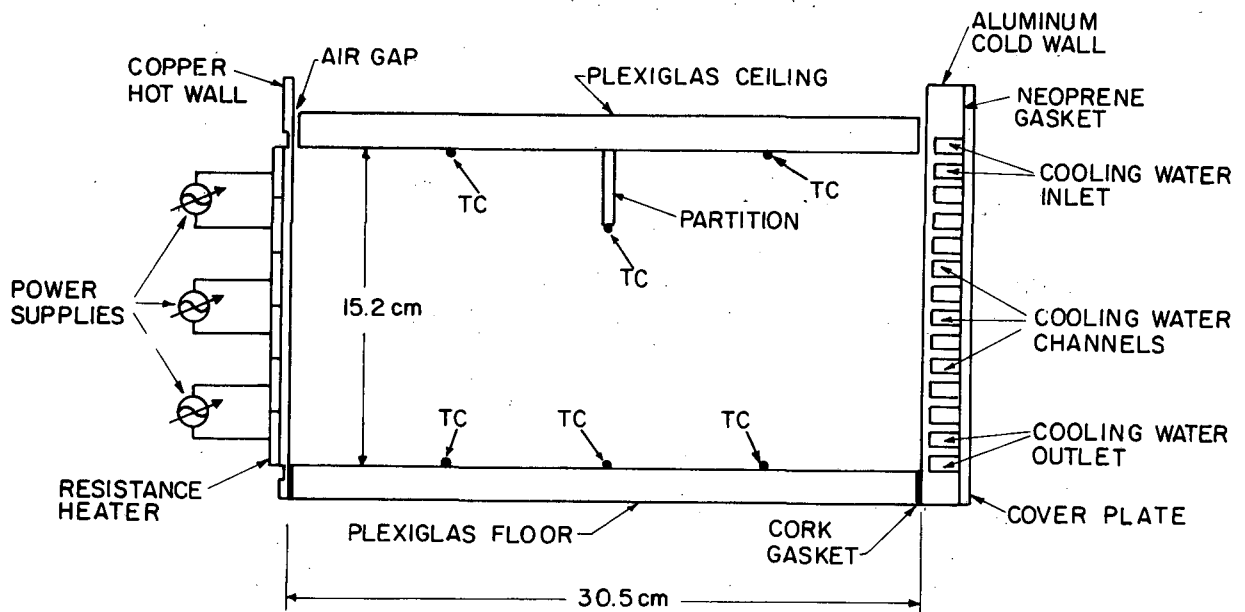 ALUMINUM
COLD WALL
AIR GAP
COPPER
HOT WALL
PLEXIGLAS CEILING
NEOPRENE
GASKET
TC
TC
COOLING WATER
INLET
PARTITION
TC
POWER
SUPPLIES
15.2 cm
COOLING WATER
CHANNELS
TC
TC
TC
COOLING WATER
OUTLET
RESISTANCE
HEATER
PLEXIGLAS FLOOR
CORK
GASKET
COVER PLATE
30.5 cm